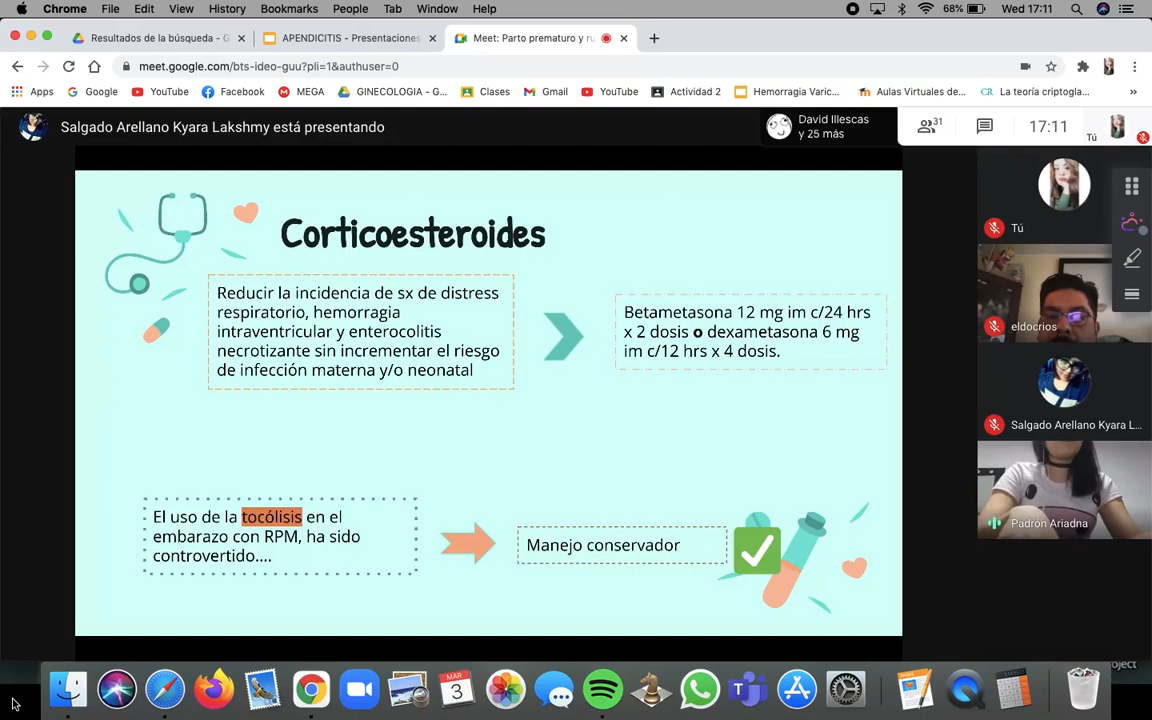 Chrome File Edit View History Bookmarks People Tab Window Help 68% Wed 17:11
Resultados de la búsqueda - G
APENDICITIS - Presentaciones
Meet: Parto prematuro y ru
meet.google.com/bts-ideo-guu?pli=1&authuser=0
Apps Google YouTube Facebook MEGA GINECOLOGIA - G... Clases Gmail YouTube Actividad 2 Hemorragia Varic... Aulas Virtuales de... La teoría criptogla... »
Salgado Arellano Kyara Lakshmy está presentando
David Illescas
y 25 más
31
17:11
Tú
Corticoesteroides
Reducir la incidencia de sx de distress
respiratorio, hemorragia
intraventricular y enterocolitis
necrotizante sin incrementar el riesgo
de infección materna y/o neonatal
Betametasona 12 mg im c/24 hrs
x 2 dosis o dexametasona 6 mg
im c/12 hrs x 4 dosis.
El uso de la tocólisis en el
embarazo con RPM, ha sido
controvertido....
Manejo conservador
Tú
eldocrios
Salgado Arellano Kyara L...
Padrón Ariadna
MAR
3
oject